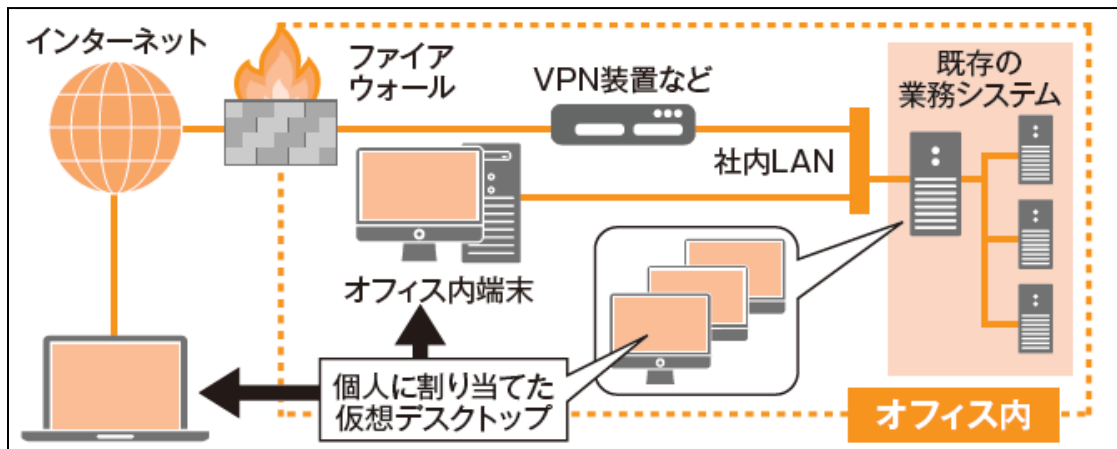 インターネット
ファイア
ウォール
VPN装置など
既存の
業務システム
社内LAN
オフィス内端末
個人に割り当てた
仮想デスクトップ
オフィス内